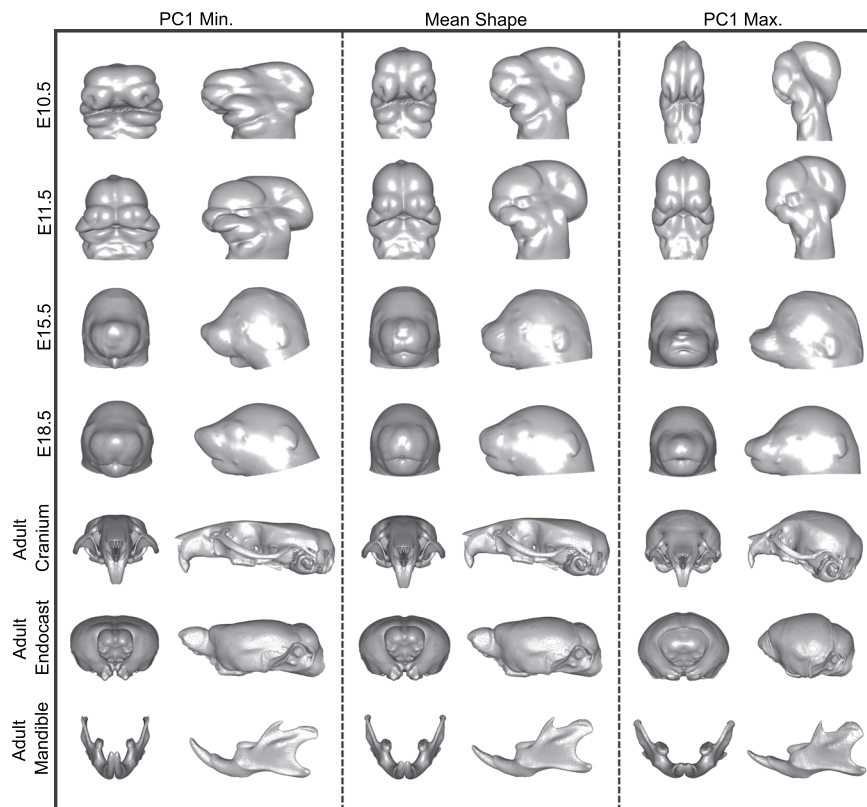 PC1 Min.
Mean Shape
PC1 Max.
E10.5
E11.5
E15.5
E18.5
Adult
Cranium
Adult
Endocast
Adult
Mandible